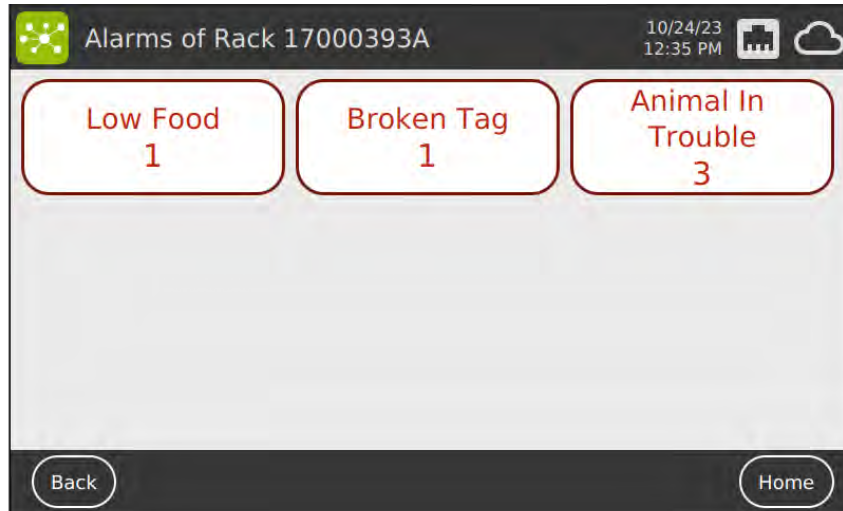 Alarms of Rack 17000393A
10/24/23
12:35 PM
Low Food
1
Broken Tag
1
Animal In
Trouble
3
Back
Home